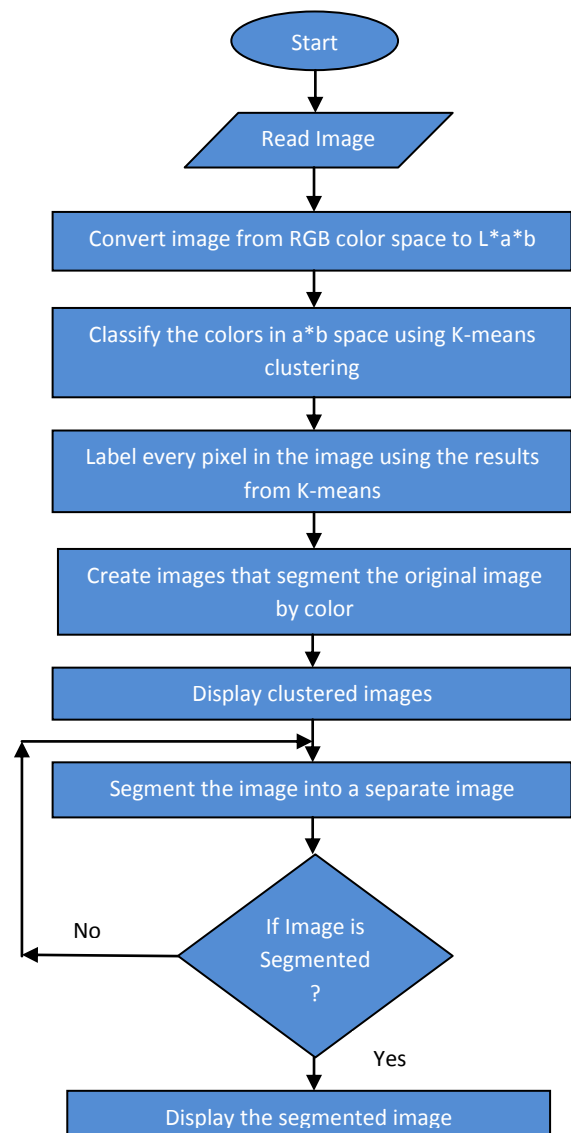 Start
Read Image
Convert image from RGB color space to L*a*b
Classify the colors in a*b space using K-means
clustering
Label every pixel in the image using the results
from K-means
Create images that segment the original image
by color
Display clustered images
Segment the image into a separate image
If Image is
Segmented
?
No
Yes
Display the segmented image